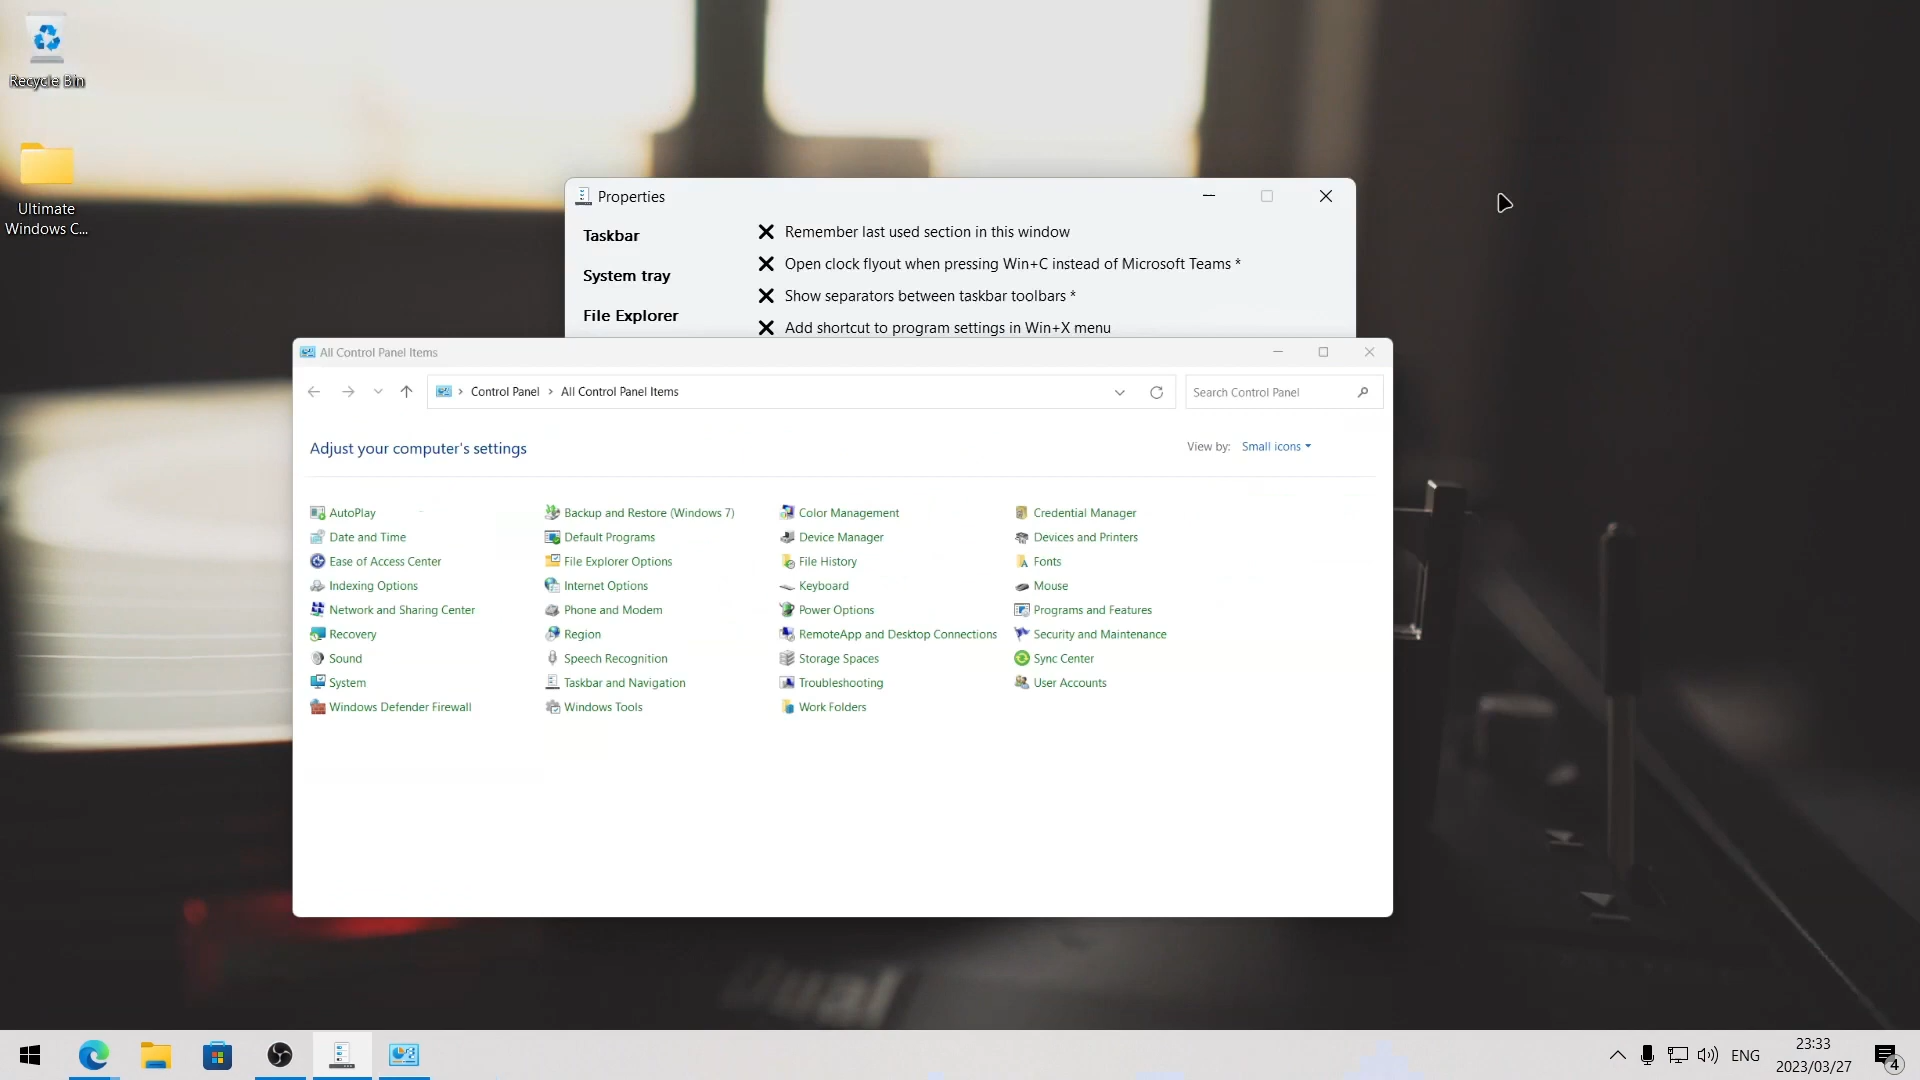 Recycle Bin
Ultimate
Windows C...
Properties
Taskbar
System tray
File Explorer
Remember last used section in this window
Open clock flyout when pressing Win+C instead of Microsoft Teams *
Show separators between taskbar toolbars *
Add shortcut to program settings in Win+X menu
All Control Panel Items
Control Panel > All Control Panel Items
Search Control Panel
Adjust your computer's settings
View by: Small icons
AutoPlay
Backup and Restore (Windows 7)
Color Management
Credential Manager
Date and Time
Default Programs
Device Manager
Devices and Printers
Ease of Access Center
File Explorer Options
File History
Fonts
Indexing Options
Internet Options
Keyboard
Mouse
Network and Sharing Center
Phone and Modem
Power Options
Programs and Features
Recovery
Region
RemoteApp and Desktop Connections
Security and Maintenance
Sound
Speech Recognition
Storage Spaces
Sync Center
System
Taskbar and Navigation
Troubleshooting
User Accounts
Windows Defender Firewall
Windows Tools
Work Folders
Dual
ENG
23:33
2023/03/27
4